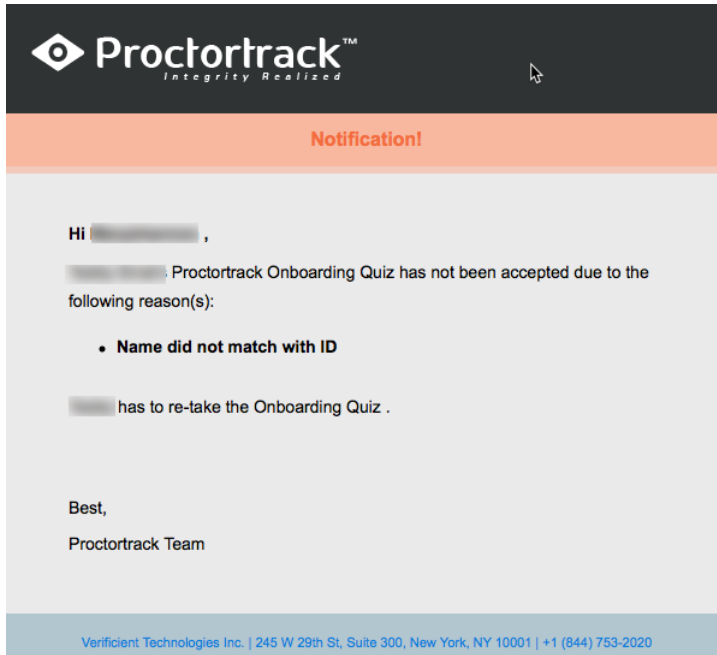 Proctortrack™
Integrity Realized
Notification!
Hi ,
Proctortrack Onboarding Quiz has not been accepted due to the
following reason(s):
• Name did not match with ID
has to re-take the Onboarding Quiz .
Best,
Proctortrack Team
Verificient Technologies Inc. | 245 W 29th St, Suite 300, New York, NY 10001 | +1 (844) 753-2020